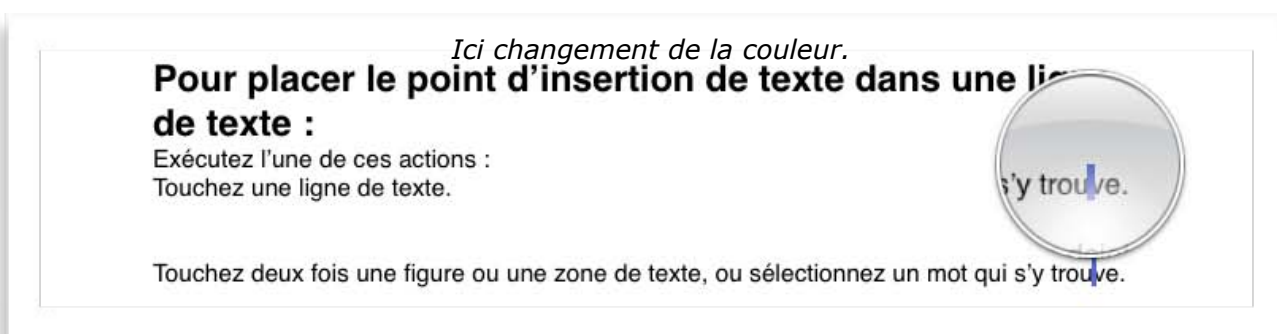 Ici changement de la couleur.
Pour placer le point d’insertion de texte dans une
de texte :
Exécutez l’une de ces actions :
Touchez une ligne de texte.
s’y trouve.
Touchez deux fois une figure ou une zone de texte, ou sélectionnez un mot qui s’y trouve.